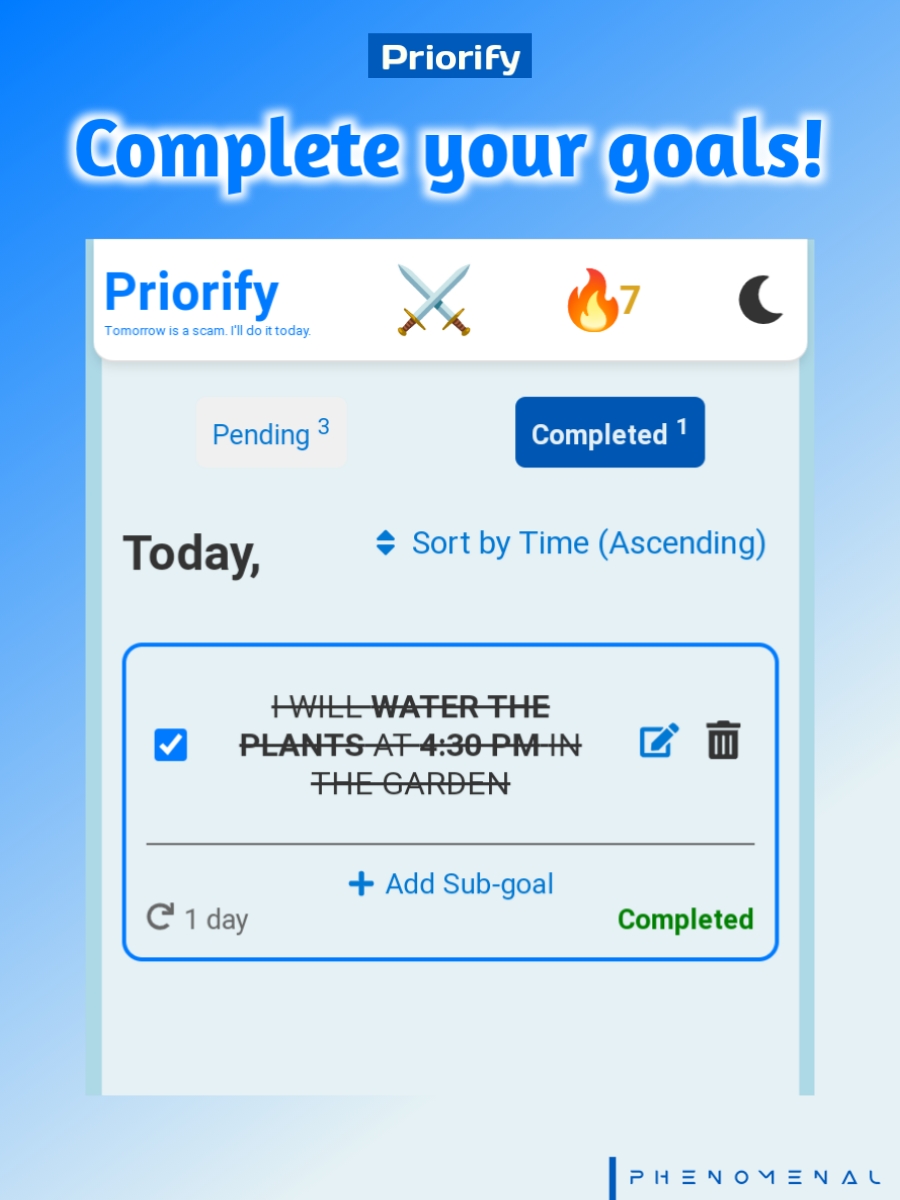 Priorify
Complete your goals!
Priorify
Tomorrow is a scam. I'll do it today.
7
Pending 3
Completed 1
Today,
Sort by Time (Ascending)
I WILL WATER THE
PLANTS AT 4:30 PM IN
THE GARDEN
Add Sub-goal
1 day
Completed
PHENOMENAL